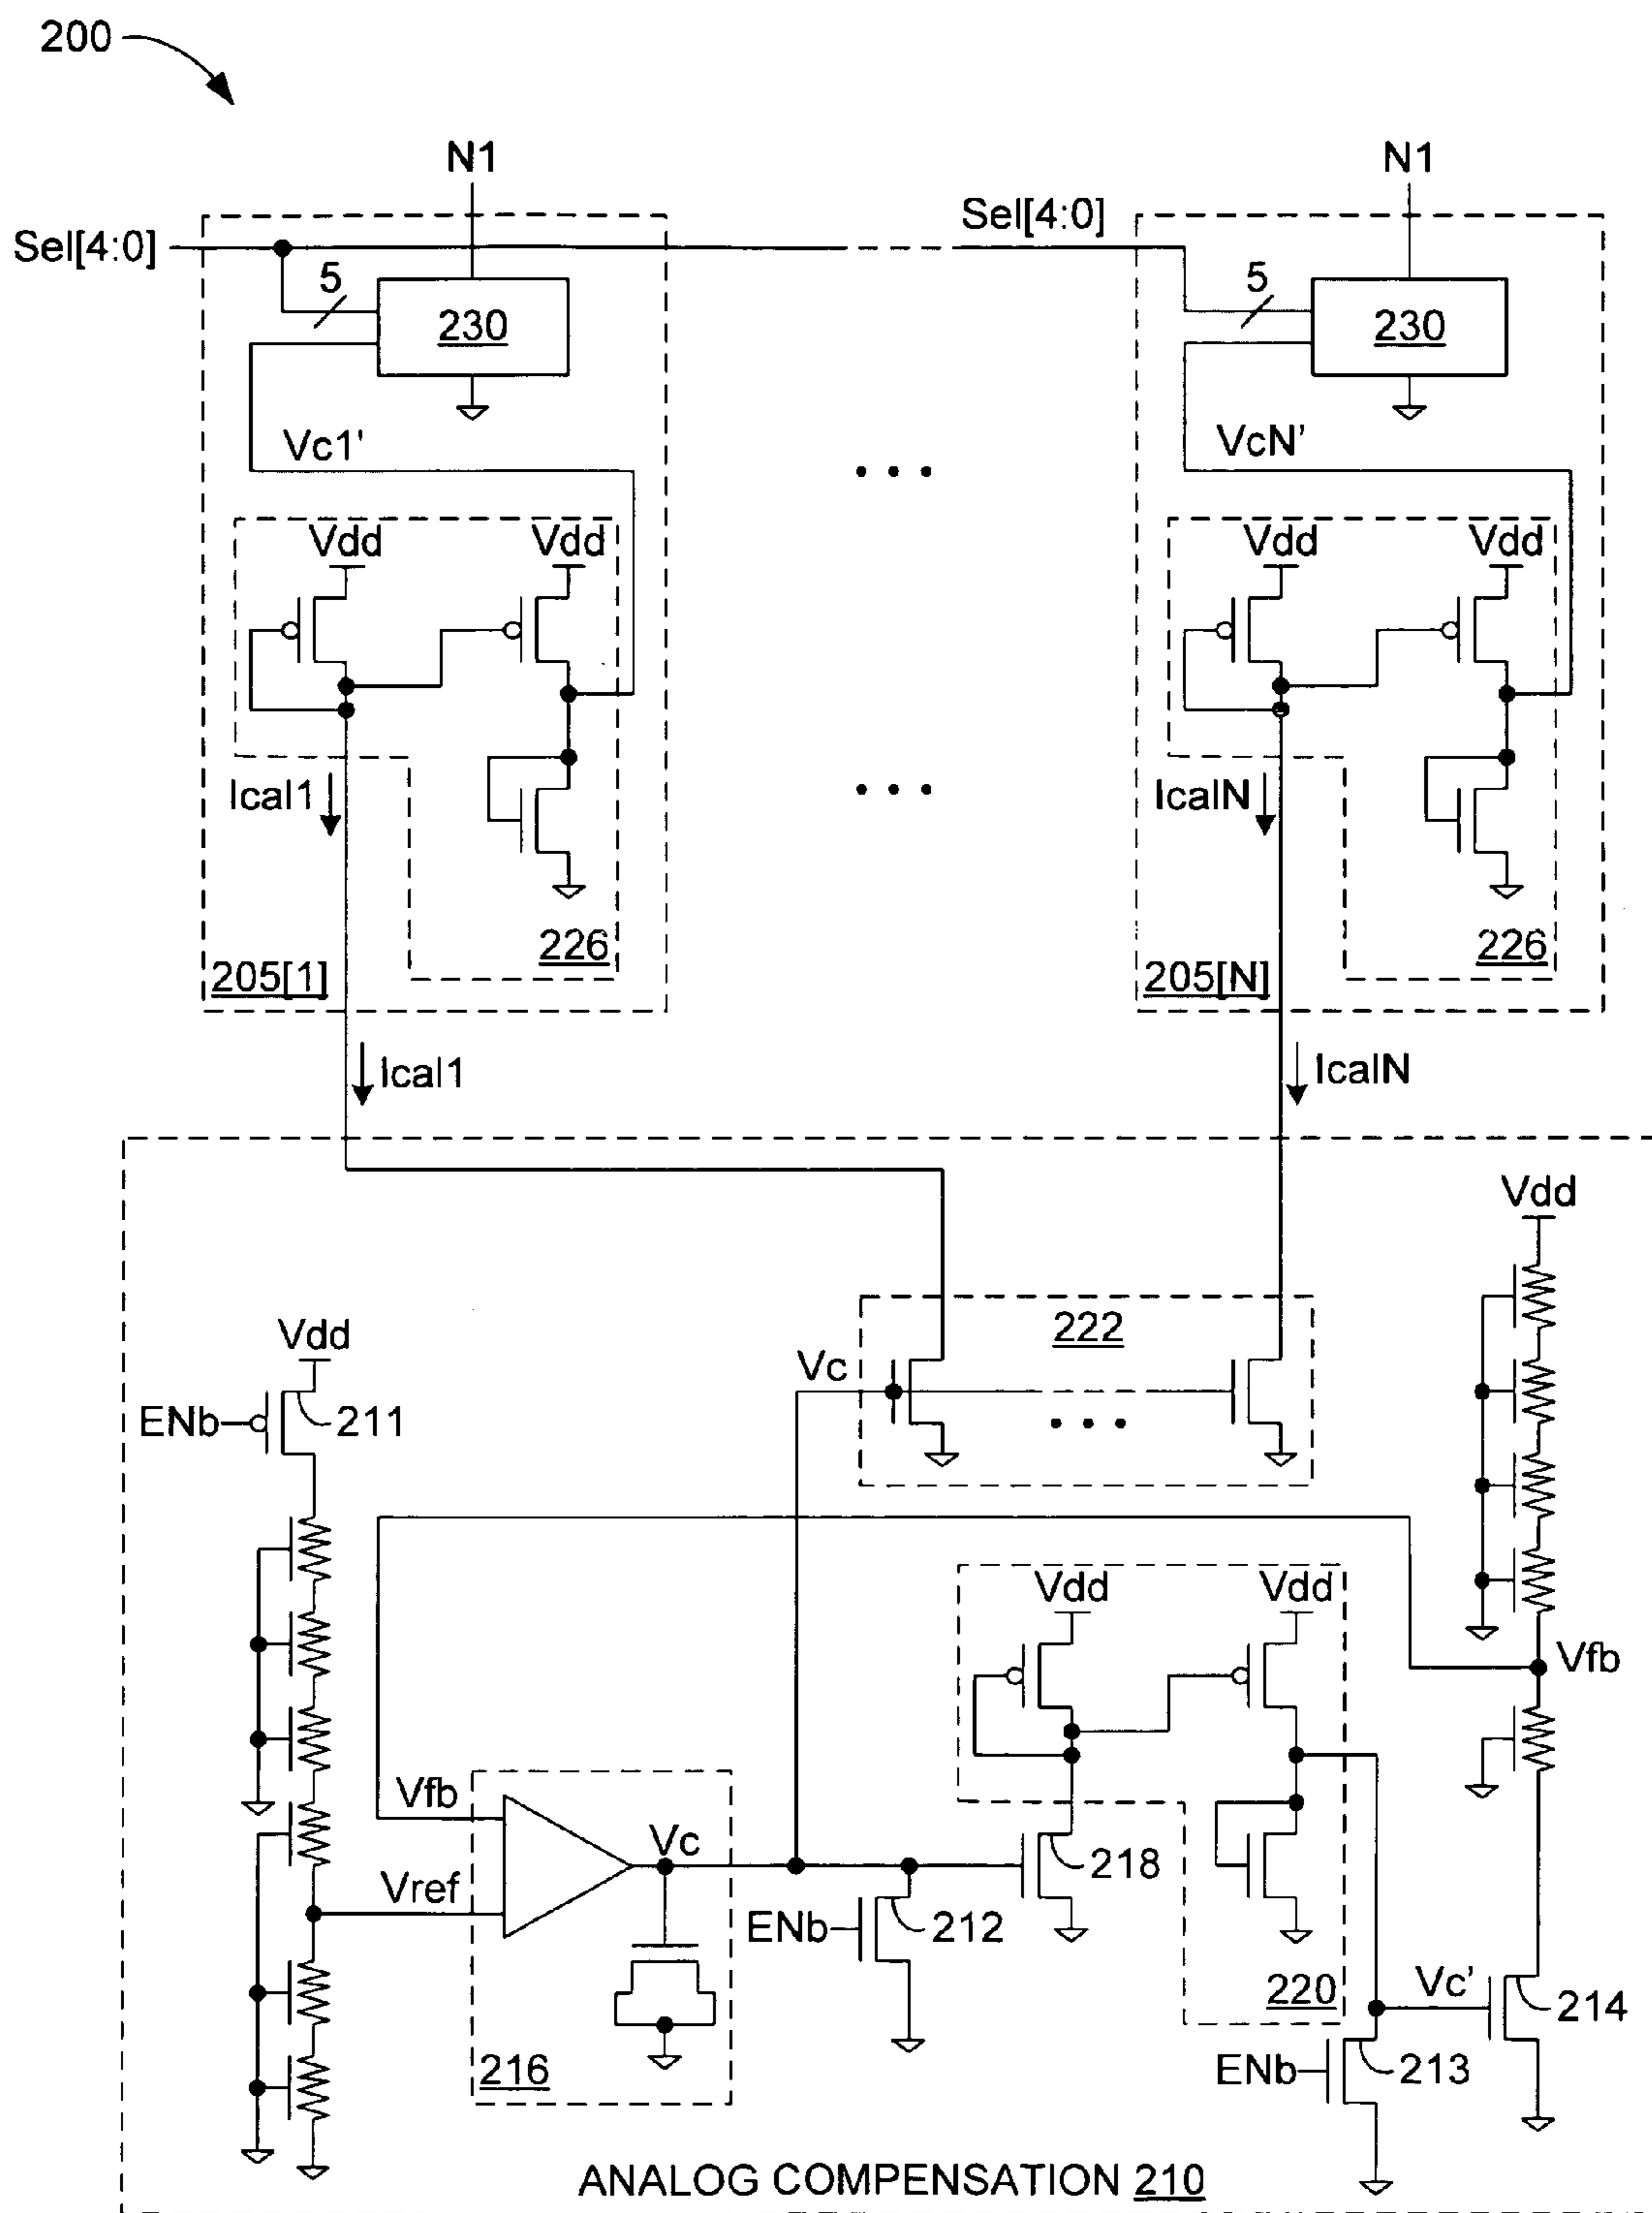 200
N1 N1
Sel[4:0] Sel[4:0]
5 5
230 230
Vc1' VcN'
Vdd Vdd Vdd Vdd
Ical1 IcalN
226 226
205[1] 205[N]
Ical1 IcalN
Vdd
222
Vdd
Vc
ENb 211
Vdd Vdd
Vfb
Vfb
Vc
218
Vref
ENb 212
220 Vc'
214
216
ENb 213
ANALOG COMPENSATION 210